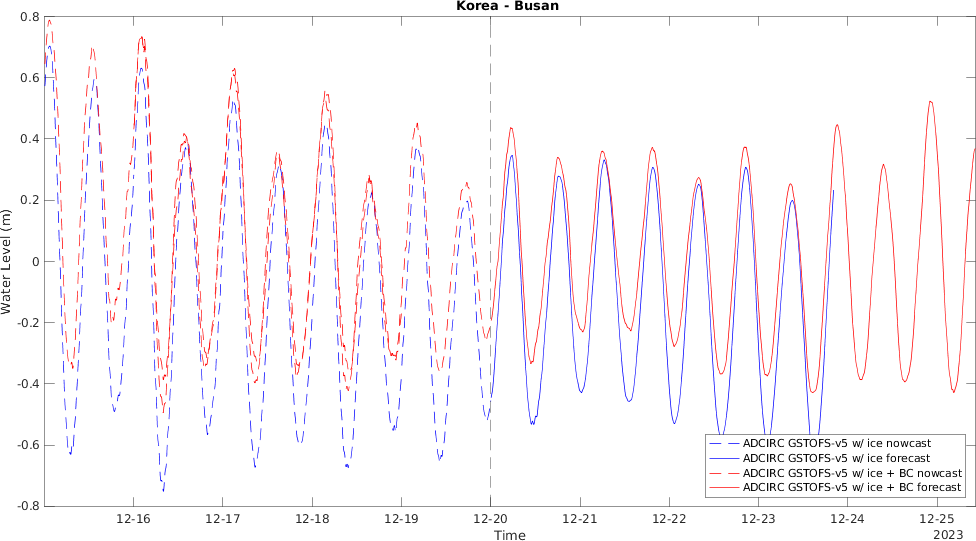 Korea - Busan
0.8
0.6
0.4
0.2
0
-0.2
-0.4
-0.6
-0.8
Water Level (m)
12-16
12-17
12-18
12-19
12-20
12-21
12-22
12-23
12-24
12-25
Time
2023
ADCIRC GSTOFS-v5 w/ ice nowcast
ADCIRC GSTOFS-v5 w/ ice forecast
ADCIRC GSTOFS-v5 w/ ice + BC nowcast
ADCIRC GSTOFS-v5 w/ ice + BC forecast